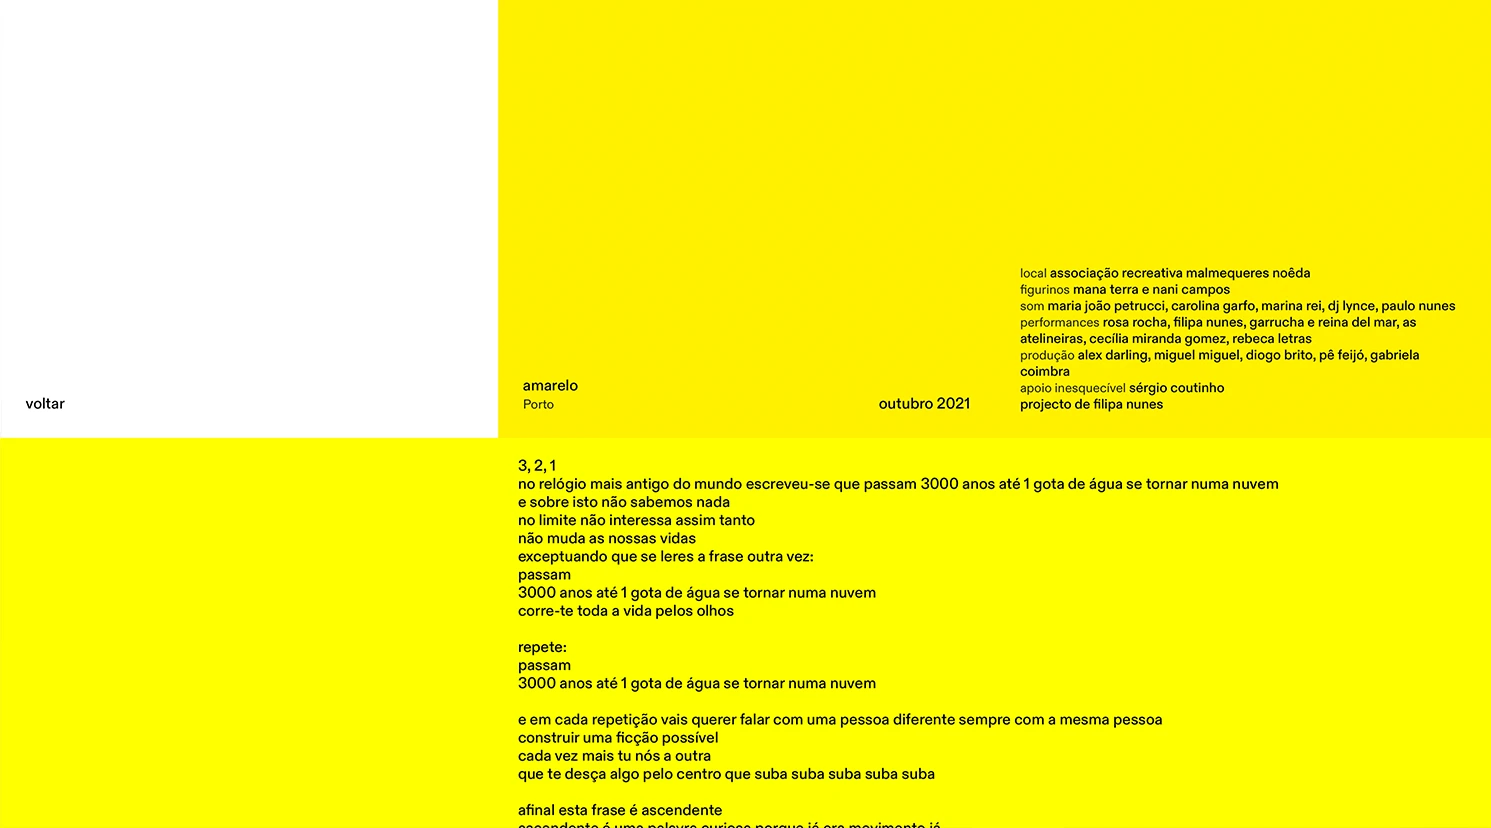 voltar
amarelo
Porto
outubro 2021
local associação recreativa malmequeres noêda
figurinos mana terra e nani campos
som maria joão petrucci, carolina garfo, marina rei, dj lynce, paulo nunes
performances rosa rocha, filipa nunes, garrucha e reina del mar, as
atelineiras, cecília miranda gomez, rebeca letras
produção alex darling, miguel miguel, diogo brito, pê feijó, gabriela
coimbra
apoio inesquecível sérgio coutinho
projecto de filipa nunes
3, 2, 1
no relógio mais antigo do mundo escreveu-se que passam 3000 anos até 1 gota de água se tornar numa nuvem
e sobre isto não sabemos nada
no limite não interessa assim tanto
não muda as nossas vidas
exceptuando que se leres a frase outra vez:
passam
3000 anos até 1 gota de água se tornar numa nuvem
corre-te toda a vida pelos olhos
repete:
passam
3000 anos até 1 gota de água se tornar numa nuvem
e em cada repetição vais querer falar com uma pessoa diferente sempre com a mesma pessoa
construir uma ficção possível
cada vez mais tu nós a outra
que te desça algo pelo centro que suba suba suba suba suba
afinal esta frase é ascendente
ascendente é uma palavra curiosa porque já era movimento já